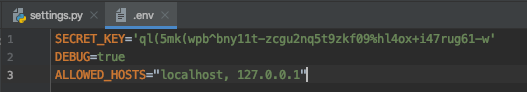 settings.py .env
1 SECRET_KEY='ql(5mk(wpb^bny11t-zcgu2nq5t9zkf09%hl4ox+i47rug61-w'
2 DEBUG=true
3 ALLOWED_HOSTS="localhost, 127.0.0.1"